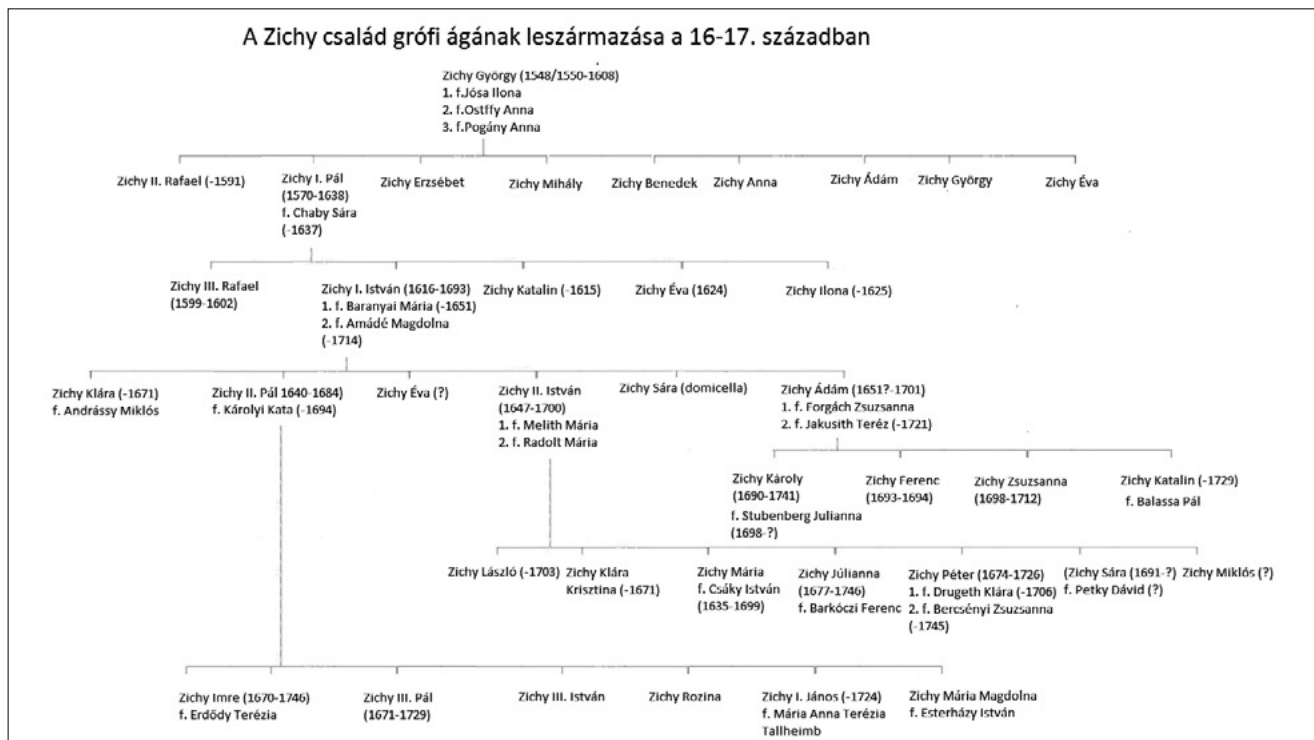 A Zichy család grófi ágának leszármazása a 16-17. században
Zichy György (1548/1550-1608)
1. f.Jósa Ilona
2. f.Ostffy Anna
3. f.Pogány Anna
Zichy II. Rafael (-1591)
Zichy I. Pál
(1570-1638)
f. Chaby Sára
(-1637)
Zichy Erzsébet
Zichy Mihály
Zichy Benedek
Zichy Anna
Zichy Ádám
Zichy György
Zichy Éva
Zichy III. Rafael
(1599-1602)
Zichy I. István (1616-1693)
1. f. Baranyai Mária (-1651)
2. f. Amádé Magdolna
(-1714)
Zichy Katalin (-1615)
Zichy Éva (1624)
Zichy Ilona (-1625)
Zichy Klára (-1671)
f. Andrássy Miklós
Zichy II. Pál 1640-1684)
f. Károlyi Kata (-1694)
Zichy Éva (?)
Zichy II. István
(1647-1700)
1. f. Melith Mária
2. f. Radolt Mária
Zichy Sára (domicella)
Zichy Ádám (1651?-1701)
1. f. Forgách Zsuzsanna
2. f. Jakusith Teréz (-1721)
Zichy Károly
(1690-1741)
f. Stubenberg Julianna
(1698-?)
Zichy Ferenc
(1693-1694)
Zichy Zsuzsanna
(1698-1712)
Zichy Katalin (-1729)
f. Balassa Pál
Zichy László (-1703)
Zichy Klára
Krisztina (-1671)
Zichy Mária
f. Csáky István
(1635-1699)
Zichy Júlianna
(1677-1746)
f. Barkóczi Ferenc
Zichy Péter (1674-1726)
1. f. Drugeth Klára (-1706)
2. f. Bercsényi Zsuzsanna
(-1745)
(Zichy Sára (1691-?)
f. Petky Dávid (?)
Zichy Miklós (?)
Zichy Imre (1670-1746)
f. Erdődy Terézia
Zichy III. Pál
(1671-1729)
Zichy III. István
Zichy Rozina
Zichy I. János (-1724)
f. Mária Anna Terézia
Tallheimb
Zichy Mária Magdolna
f. Esterházy István